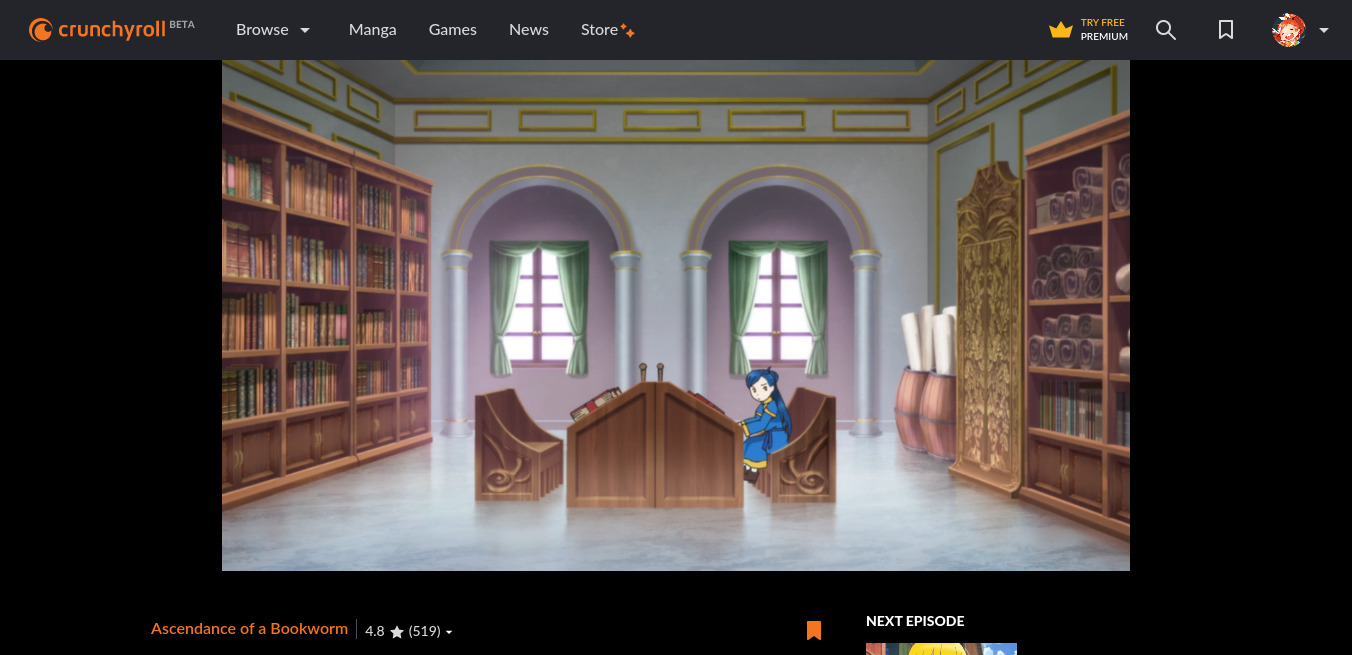 crunchyroll BETA
Browse
Manga
Games
News
Store
TRY FREE
PREMIUM
Ascendance of a Bookworm
4.8 ★ (519)
NEXT EPISODE